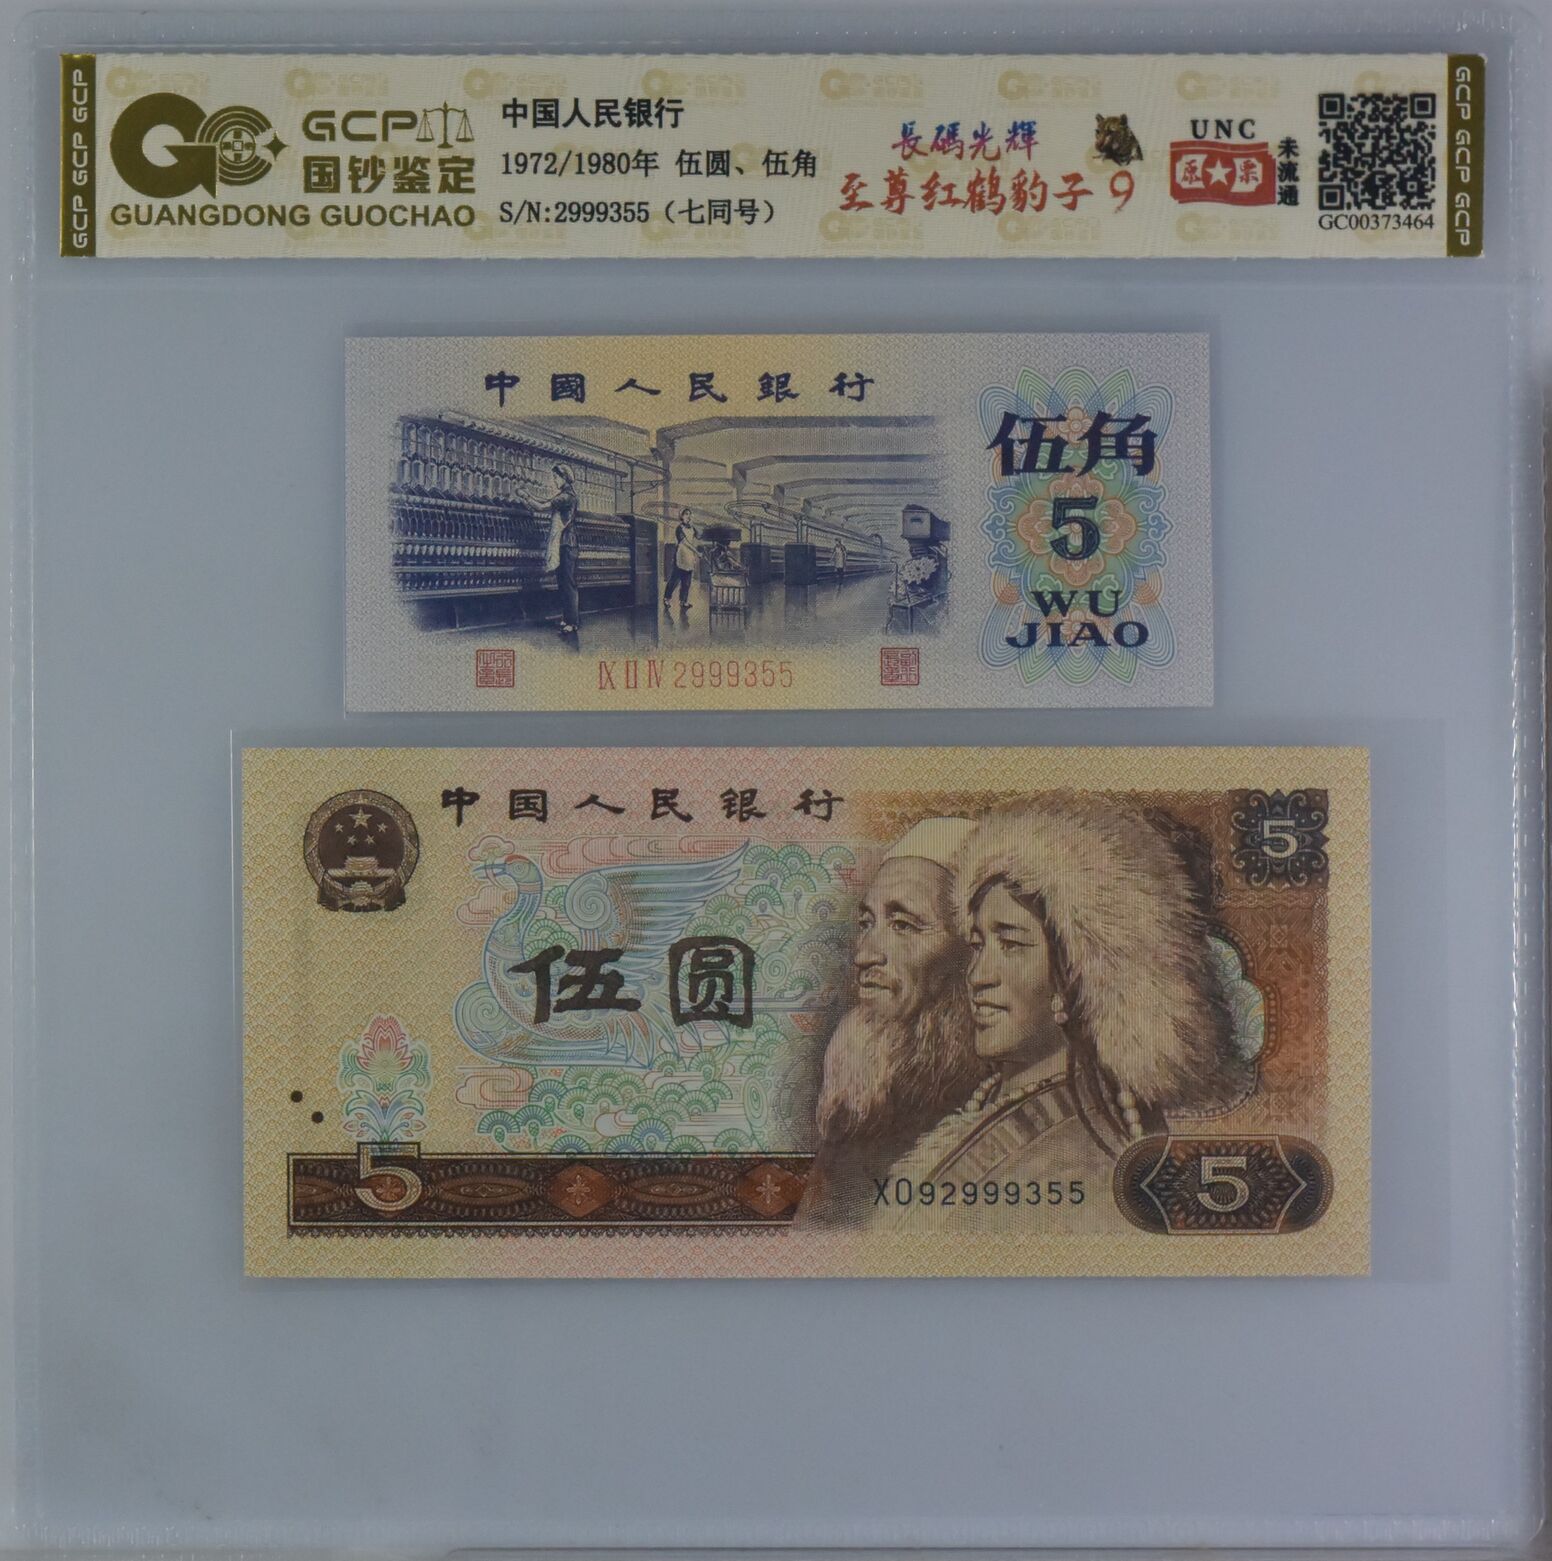 GCP GCP GCP
GCP
国钞鉴定
GUANGDONG GUOCHAO
中国人民银行
1972/1980年 伍圆、伍角
S/N:2999355（七同号）
長碼光輝
至尊红鹤豹子9
UNC
原票
未流通
GC00373464
GCP GCP GCP
中國人民銀行
伍角
5
WU
JIAO
IX II IV 2999355
中国人民银行
5
伍圆
5
X092999355
5